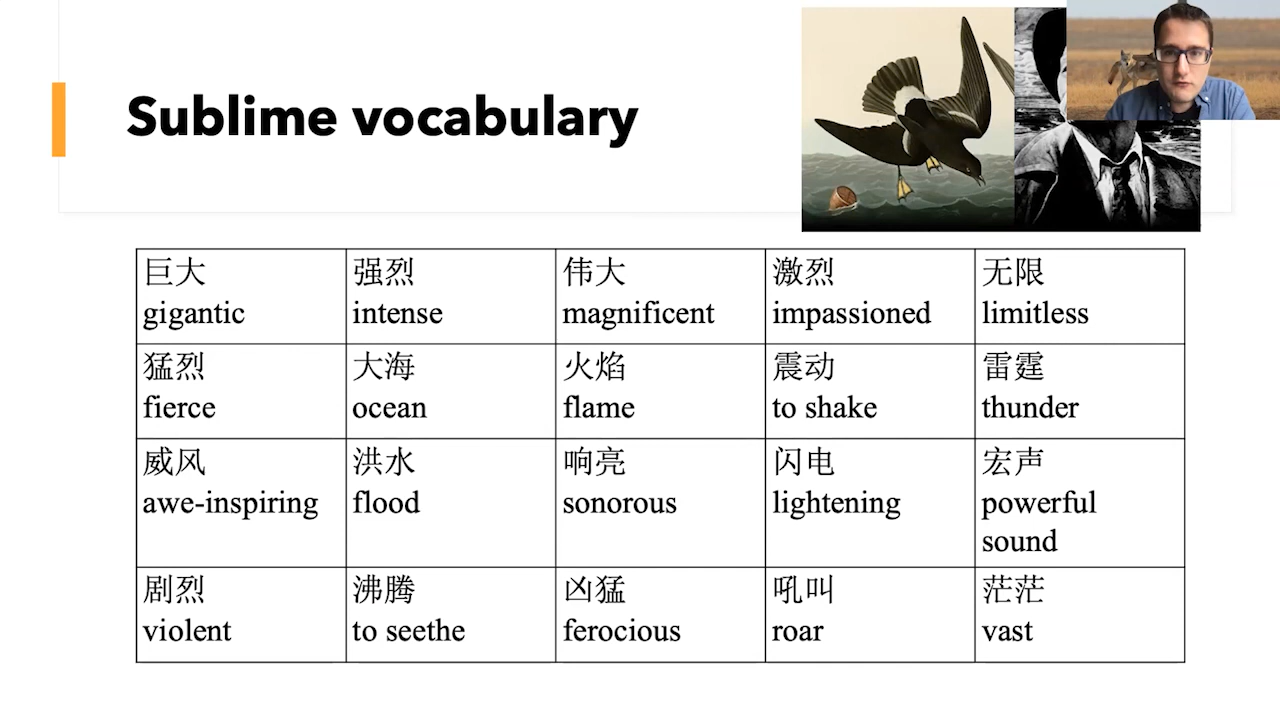 Sublime vocabulary
巨大
gigantic
强烈
intense
伟大
magnificent
激烈
impassioned
无限
limitless
猛烈
fierce
大海
ocean
火焰
flame
震动
to shake
雷霆
thunder
威风
awe-inspiring
洪水
flood
响亮
sonorous
闪电
lightening
宏声
powerful
sound
剧烈
violent
沸腾
to seethe
凶猛
ferocious
吼叫
roar
茫茫
vast